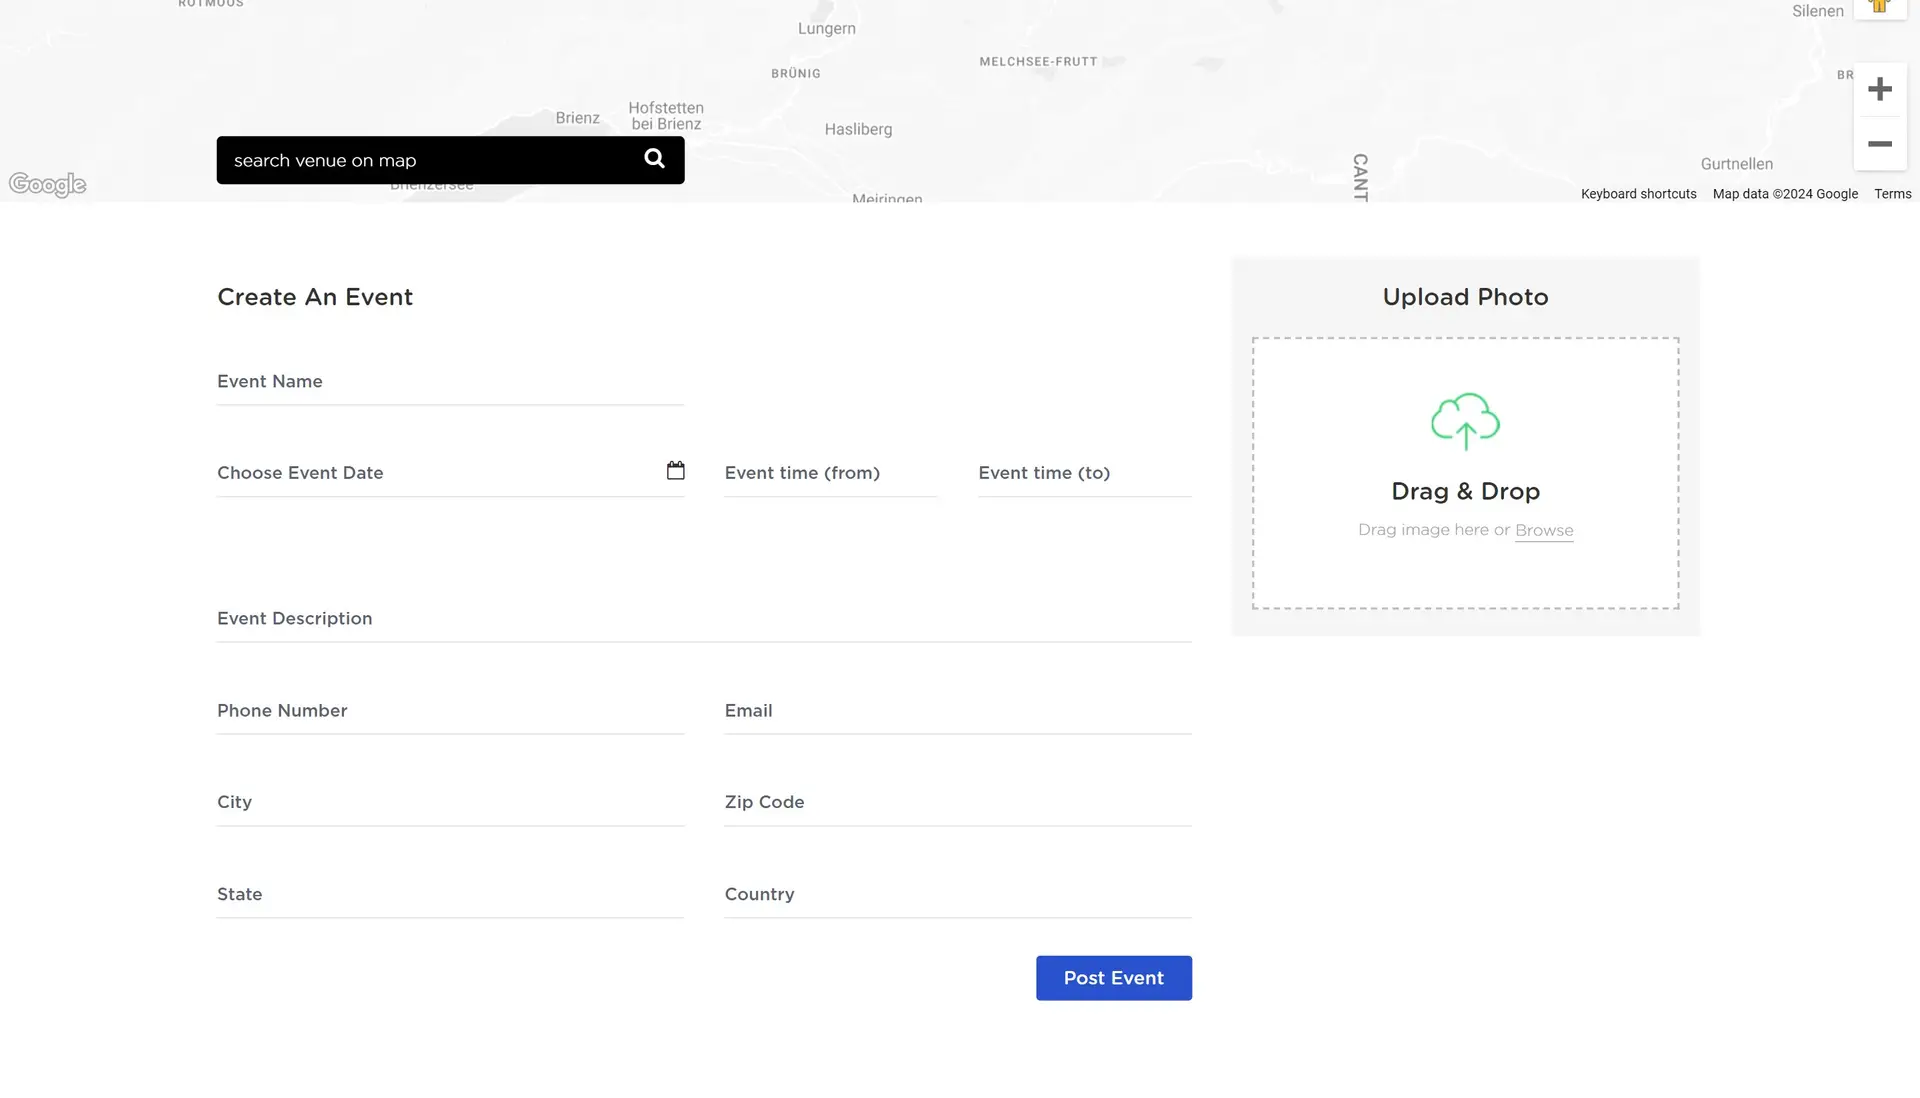 RUTMOOS
Lungern
Silenen
MELCHSEE-FRUTT
BRÜNIG
BR
Hofstetten
bei Brienz
Brienz
Hasliberg
search venue on map
CANT
Gurtnellen
Google
Brienzersee
Meiringen
Keyboard shortcuts
Map data ©2024 Google
Terms
Create An Event
Upload Photo
Event Name
Choose Event Date
Event time (from)
Event time (to)
Drag & Drop
Drag image here or Browse
Event Description
Phone Number
Email
City
Zip Code
State
Country
Post Event